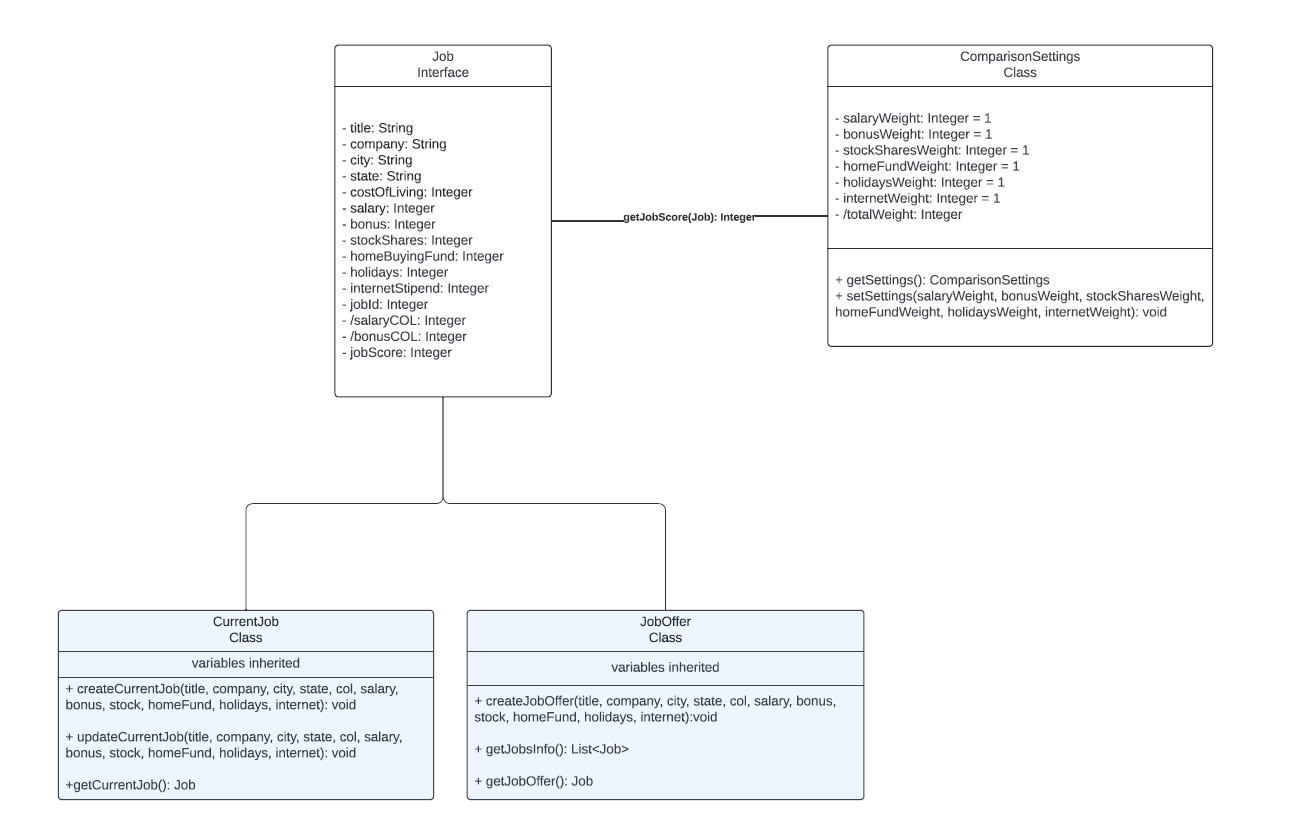 Job
Interface
- title: String
- company: String
- city: String
- state: String
- costOfLiving: Integer
- salary: Integer
- bonus: Integer
- stockShares: Integer
- homeBuyingFund: Integer
- holidays: Integer
- internetStipend: Integer
- jobId: Integer
- /salaryCOL: Integer
- /bonusCOL: Integer
- jobScore: Integer
getJobScore(Job): Integer
ComparisonSettings
Class
- salaryWeight: Integer = 1
- bonusWeight: Integer = 1
- stockSharesWeight: Integer = 1
- homeFundWeight: Integer = 1
- holidaysWeight: Integer = 1
- internetWeight: Integer = 1
- /totalWeight: Integer
+ getSettings(): ComparisonSettings
+ setSettings(salaryWeight, bonusWeight, stockSharesWeight,
homeFundWeight, holidaysWeight, internetWeight): void
CurrentJob
Class
variables inherited
+ createCurrentJob(title, company, city, state, col, salary,
bonus, stock, homeFund, holidays, internet): void
+ updateCurrentJob(title, company, city, state, col, salary,
bonus, stock, homeFund, holidays, internet): void
+getCurrentJob(): Job
JobOffer
Class
variables inherited
+ createJobOffer(title, company, city, state, col, salary, bonus,
stock, homeFund, holidays, internet):void
+ getJobsInfo(): List<Job>
+ getJobOffer(): Job